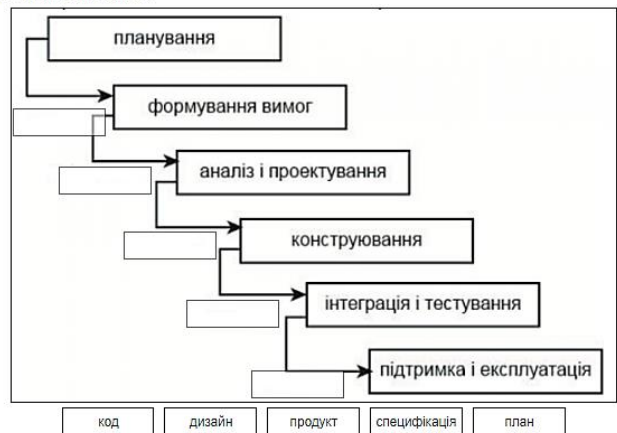 планування
формування вимог
аналіз і проектування
конструювання
інтеграція і тестування
підтримка і експлуатація
код
дизайн
продукт
специфікація
план